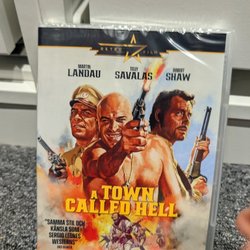 MARTIN TELLY ROBERT
LANDAU SAVALAS SHAW
A TOWN
CALLED HELL
"SAMMA STIL OCH
KÄNSLA SOM
SERGIO LEONES
WESTERNS"